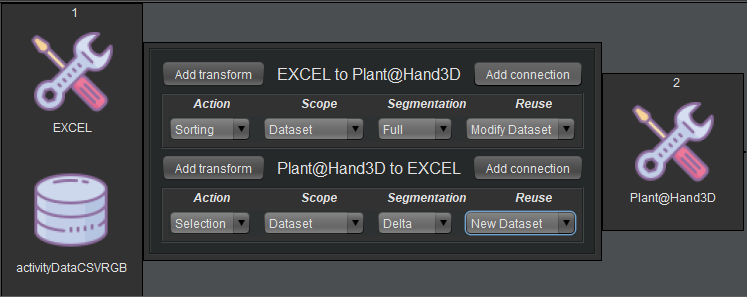 1
EXCEL
activityDataCSVRGB
Add transform EXCEL to Plant@Hand3D Add connection
Action Scope Segmentation Reuse
Sorting Dataset Full Modify Dataset
Add transform Plant@Hand3D to EXCEL Add connection
Action Scope Segmentation Reuse
Selection Dataset Delta New Dataset
2
Plant@Hand3D